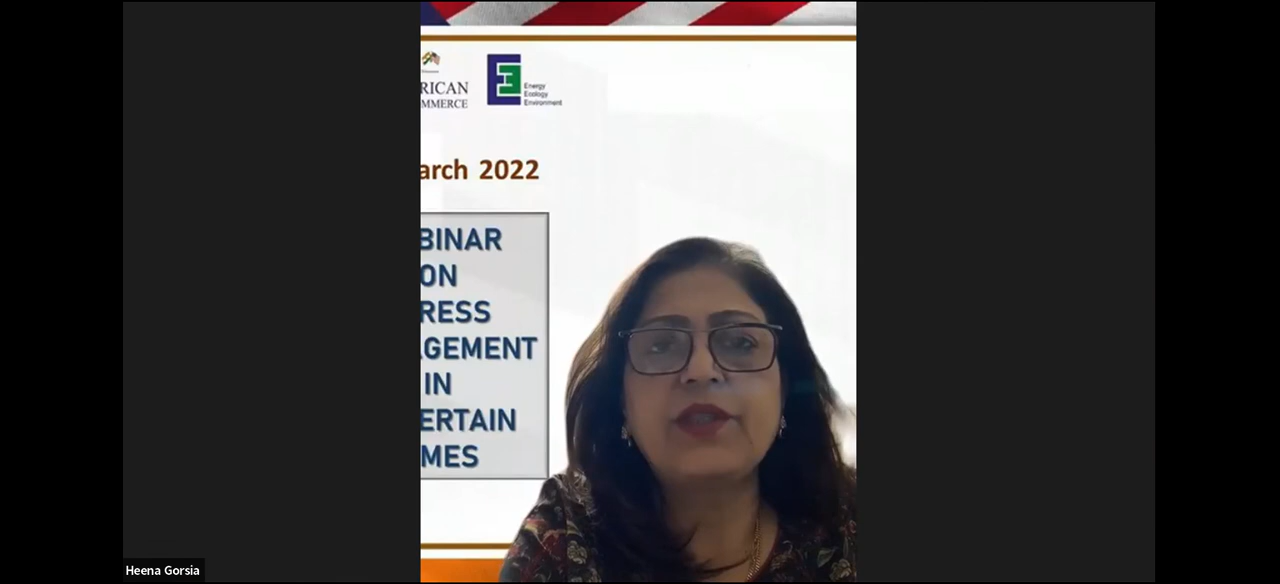 RICAN
MMERCE
Energy
Ecology
Environment
arch 2022
BINAR
ON
RESS
AGEMENT
IN
ERTAIN
MES
Heena Gorsia